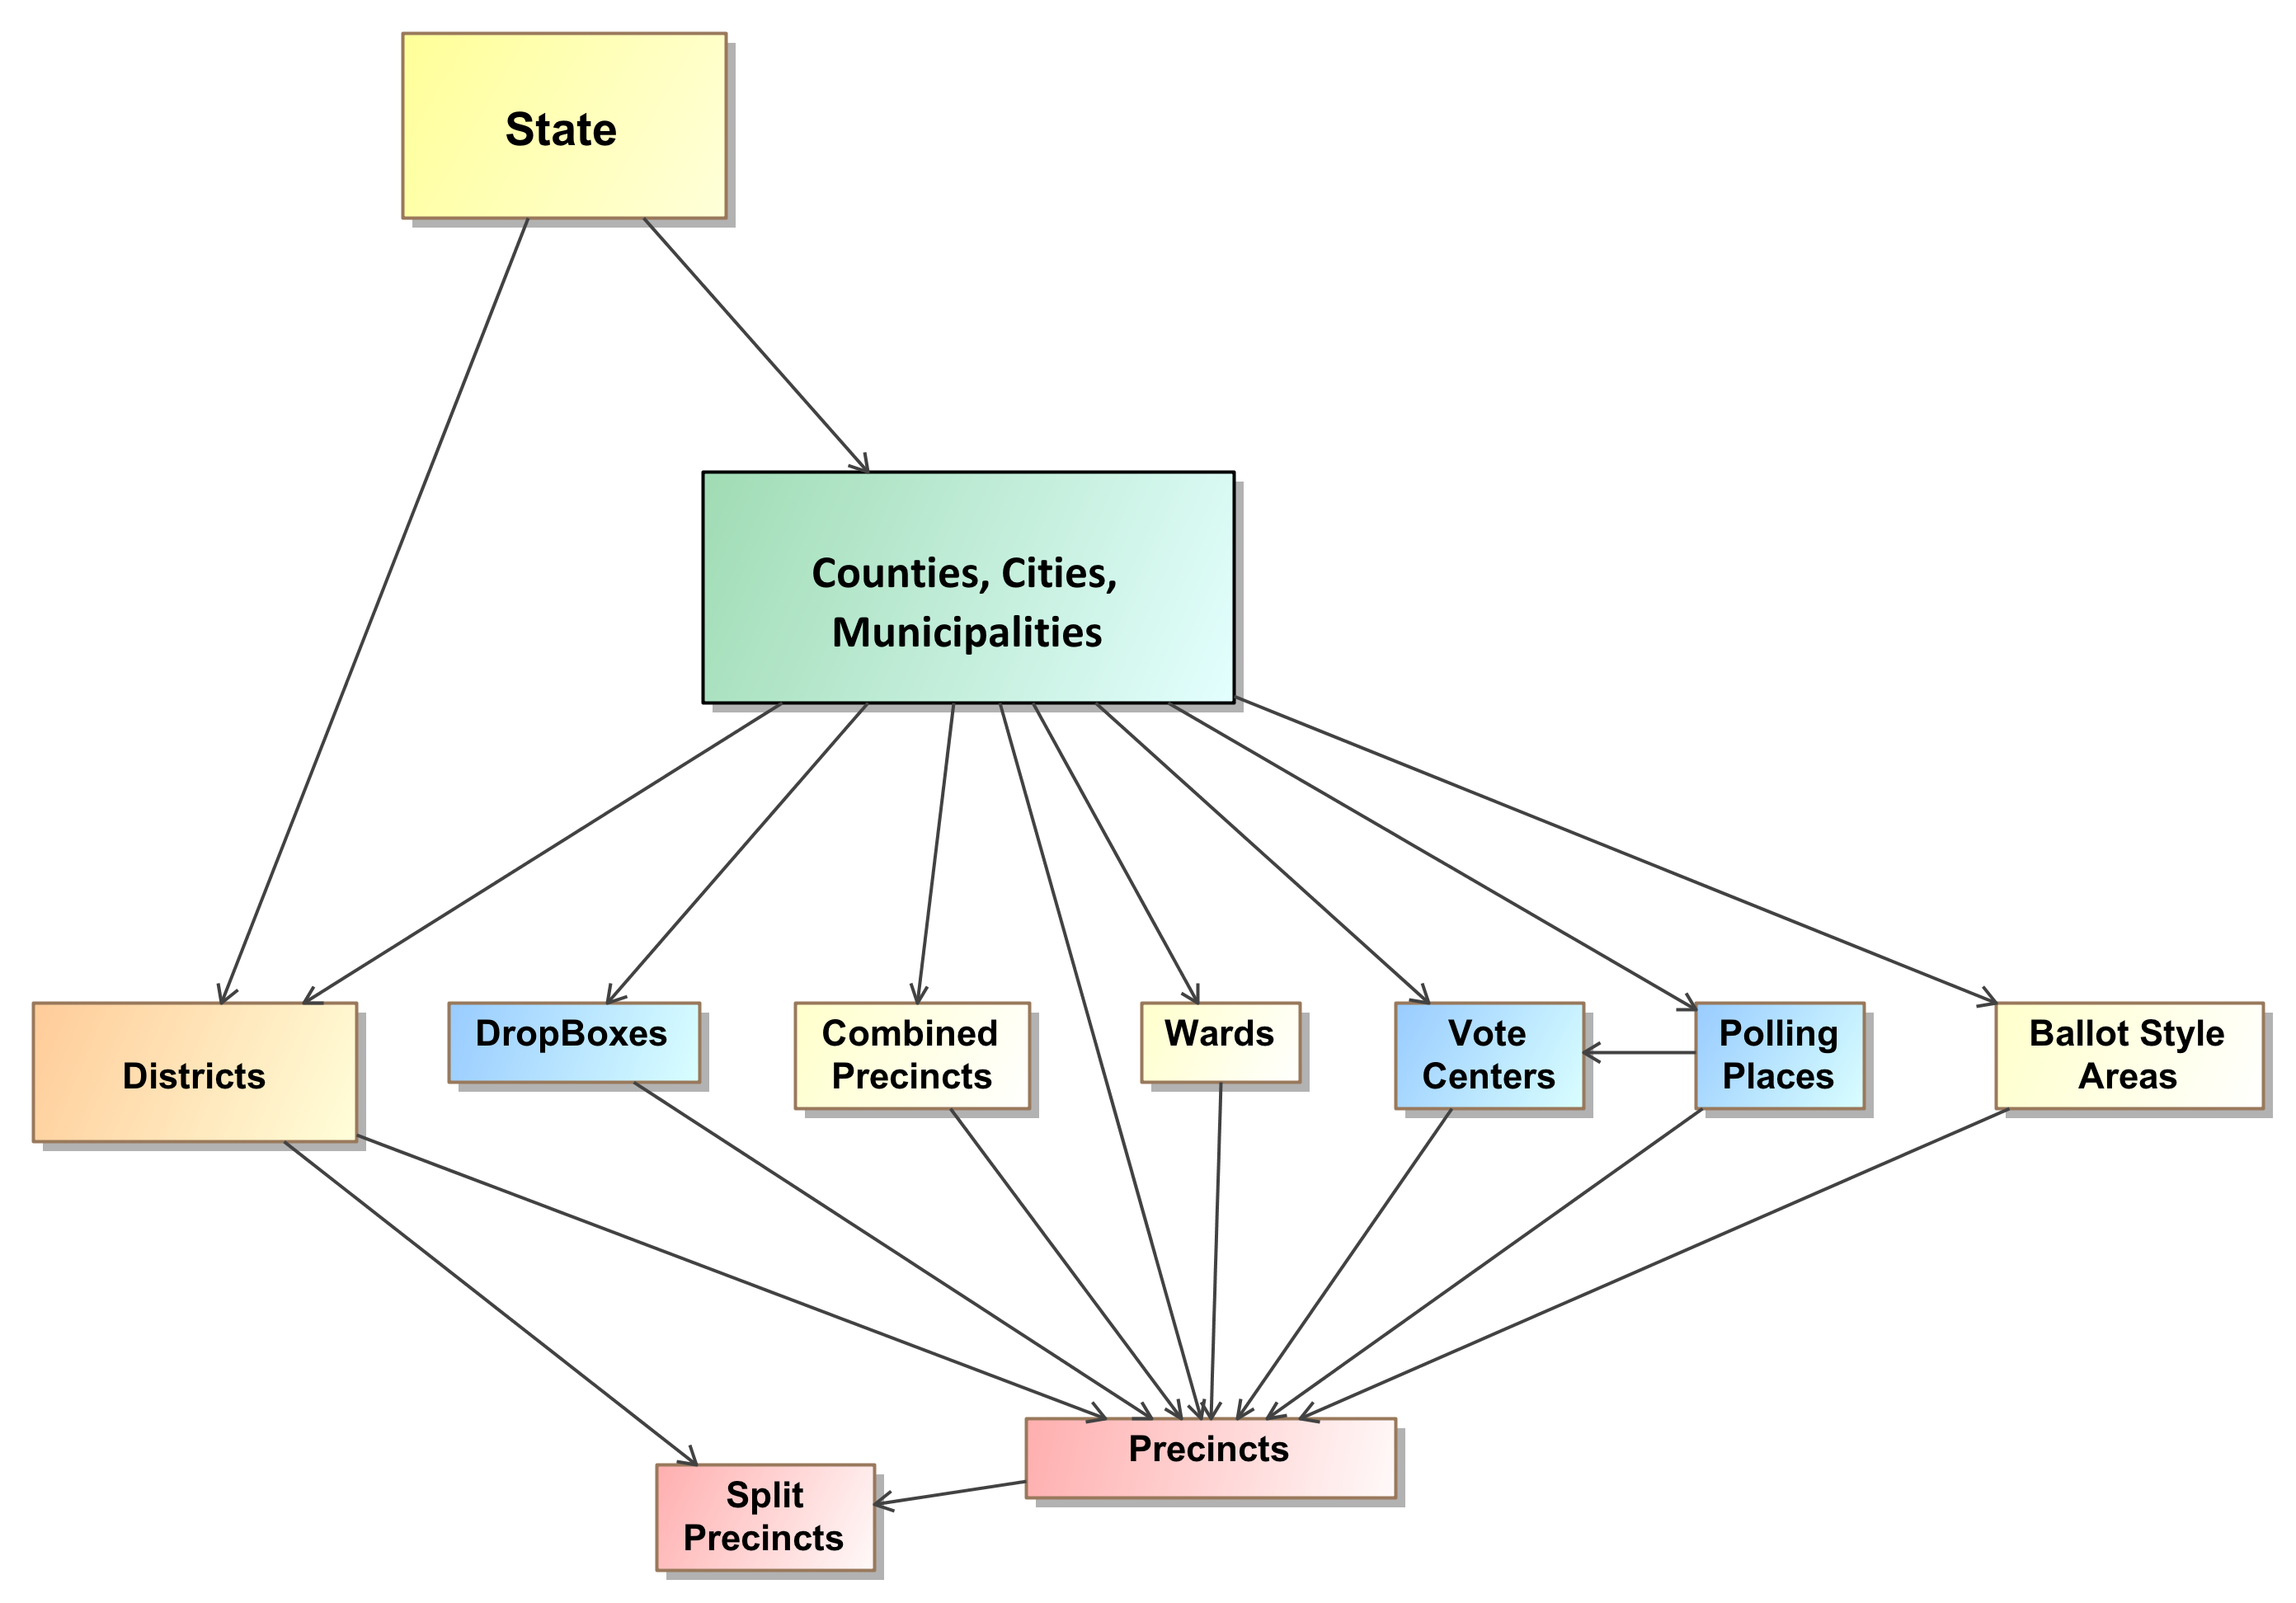 State
Counties, Cities,
Municipalities
Districts
DropBoxes
Combined
Precincts
Wards
Vote
Centers
Polling
Places
Ballot Style
Areas
Precincts
Split
Precincts